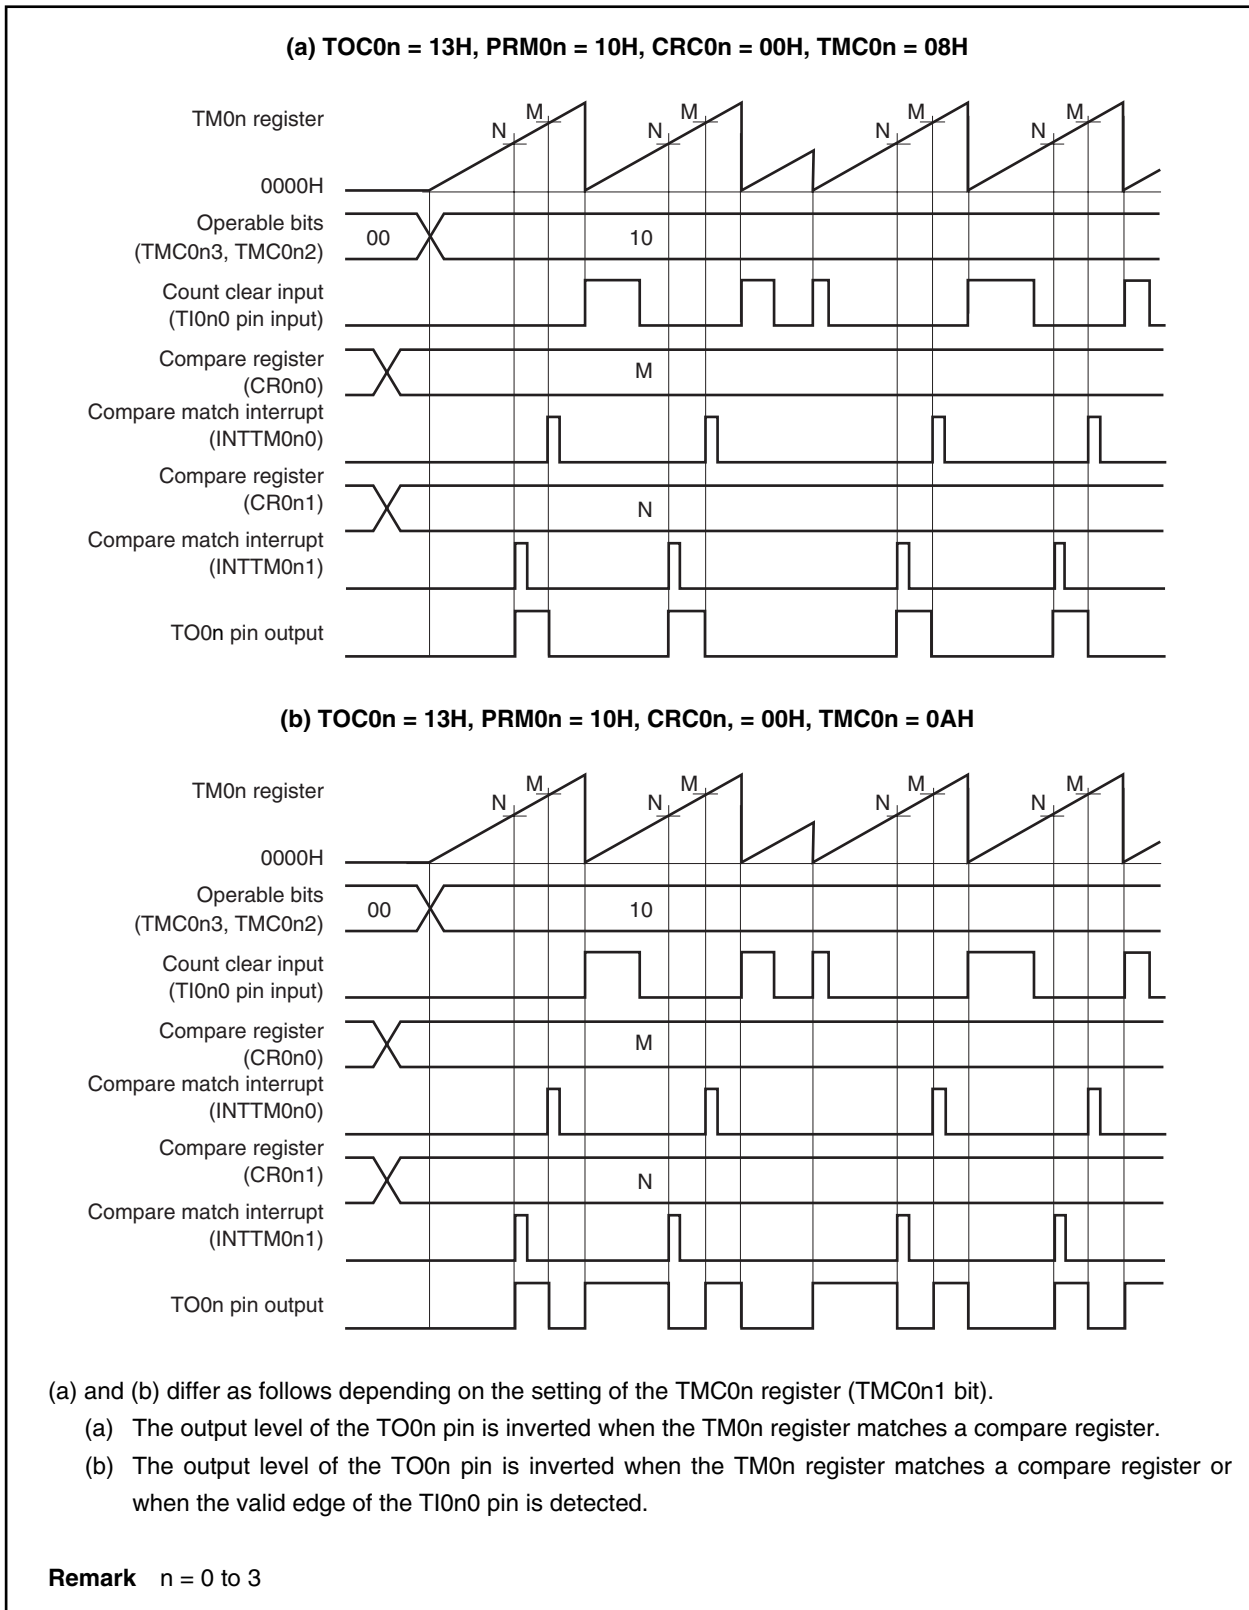 (a) TOC0n = 13H, PRM0n = 10H, CRC0n = 00H, TMC0n = 08H
TM0n register
N M N M N M N M
0000H
Operable bits
(TMC0n3, TMC0n2)
00 10
Count clear input
(TI0n0 pin input)
Compare register
(CR0n0)
M
Compare match interrupt
(INTTM0n0)
Compare register
(CR0n1)
N
Compare match interrupt
(INTTM0n1)
TO0n pin output
(b) TOC0n = 13H, PRM0n = 10H, CRC0n, = 00H, TMC0n = 0AH
TM0n register
N M N M N M N M
0000H
Operable bits
(TMC0n3, TMC0n2)
00 10
Count clear input
(TI0n0 pin input)
Compare register
(CR0n0)
M
Compare match interrupt
(INTTM0n0)
Compare register
(CR0n1)
N
Compare match interrupt
(INTTM0n1)
TO0n pin output
(a) and (b) differ as follows depending on the setting of the TMC0n register (TMC0n1 bit).
(a) The output level of the TO0n pin is inverted when the TM0n register matches a compare register.
(b) The output level of the TO0n pin is inverted when the TM0n register matches a compare register or
when the valid edge of the TI0n0 pin is detected.
Remark n = 0 to 3